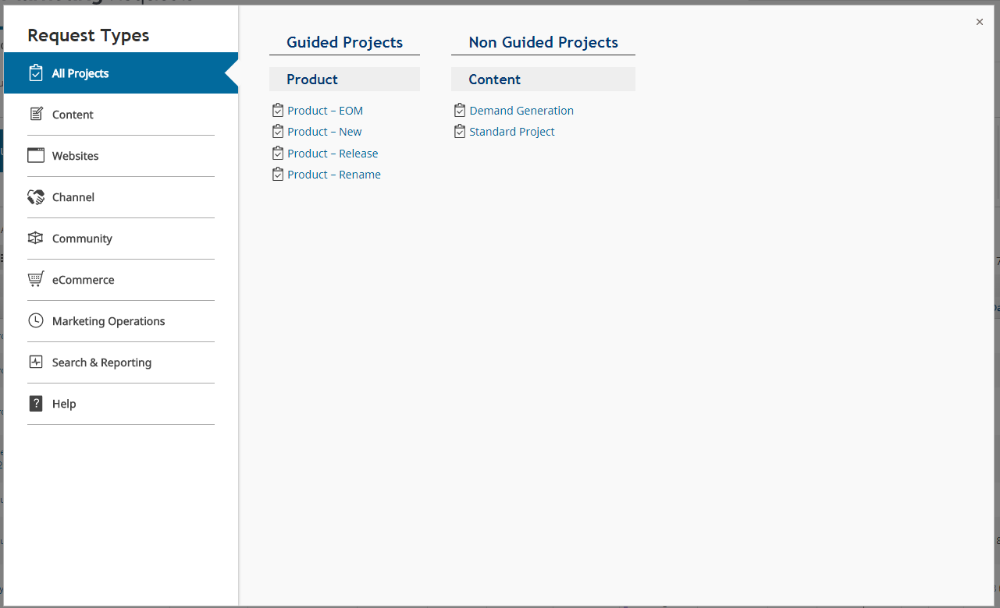 Request Types
All Projects
Content
Websites
Channel
Community
eCommerce
Marketing Operations
Search & Reporting
Help
Guided Projects
Product
Product – EOM
Product – New
Product – Release
Product – Rename
Non Guided Projects
Content
Demand Generation
Standard Project
×